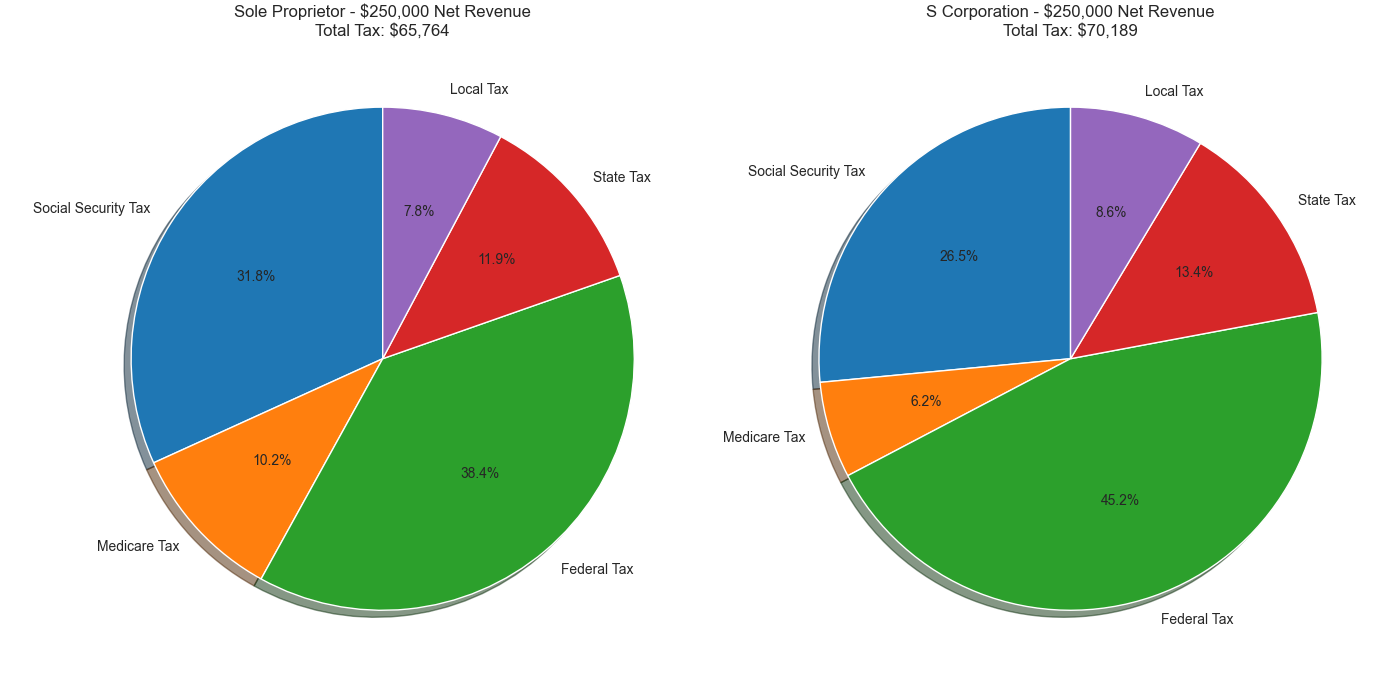 Sole Proprietor - $250,000 Net Revenue
Total Tax: $65,764
Local Tax
State Tax
Social Security Tax
7.8%
11.9%
31.8%
10.2%
38.4%
Medicare Tax
Federal Tax
S Corporation - $250,000 Net Revenue
Total Tax: $70,189
Local Tax
Social Security Tax
State Tax
8.6%
26.5%
13.4%
6.2%
Medicare Tax
45.2%
Federal Tax